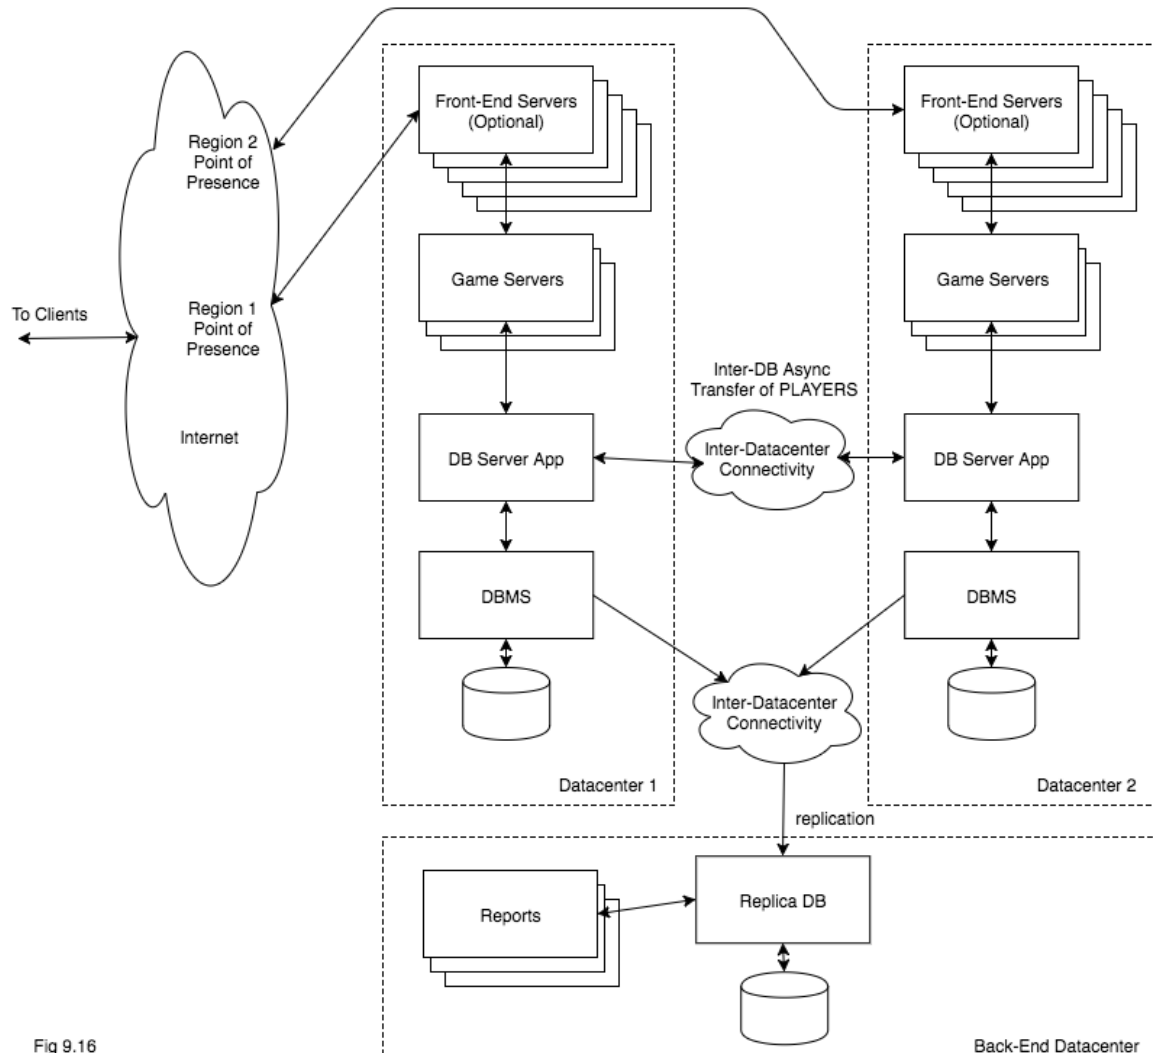 Front-End Servers
(Optional)
Front-End Servers
(Optional)
Region 2
Point of
Presence
Game Servers
Game Servers
To Clients
Region 1
Point of
Presence
Inter-DB Async
Transfer of PLAYERS
Internet
DB Server App
Inter-Datacenter
Connectivity
DB Server App
DBMS
DBMS
Inter-Datacenter
Connectivity
Datacenter 1
Datacenter 2
replication
Reports
Replica DB
Fig 9.16
Back-End Datacenter